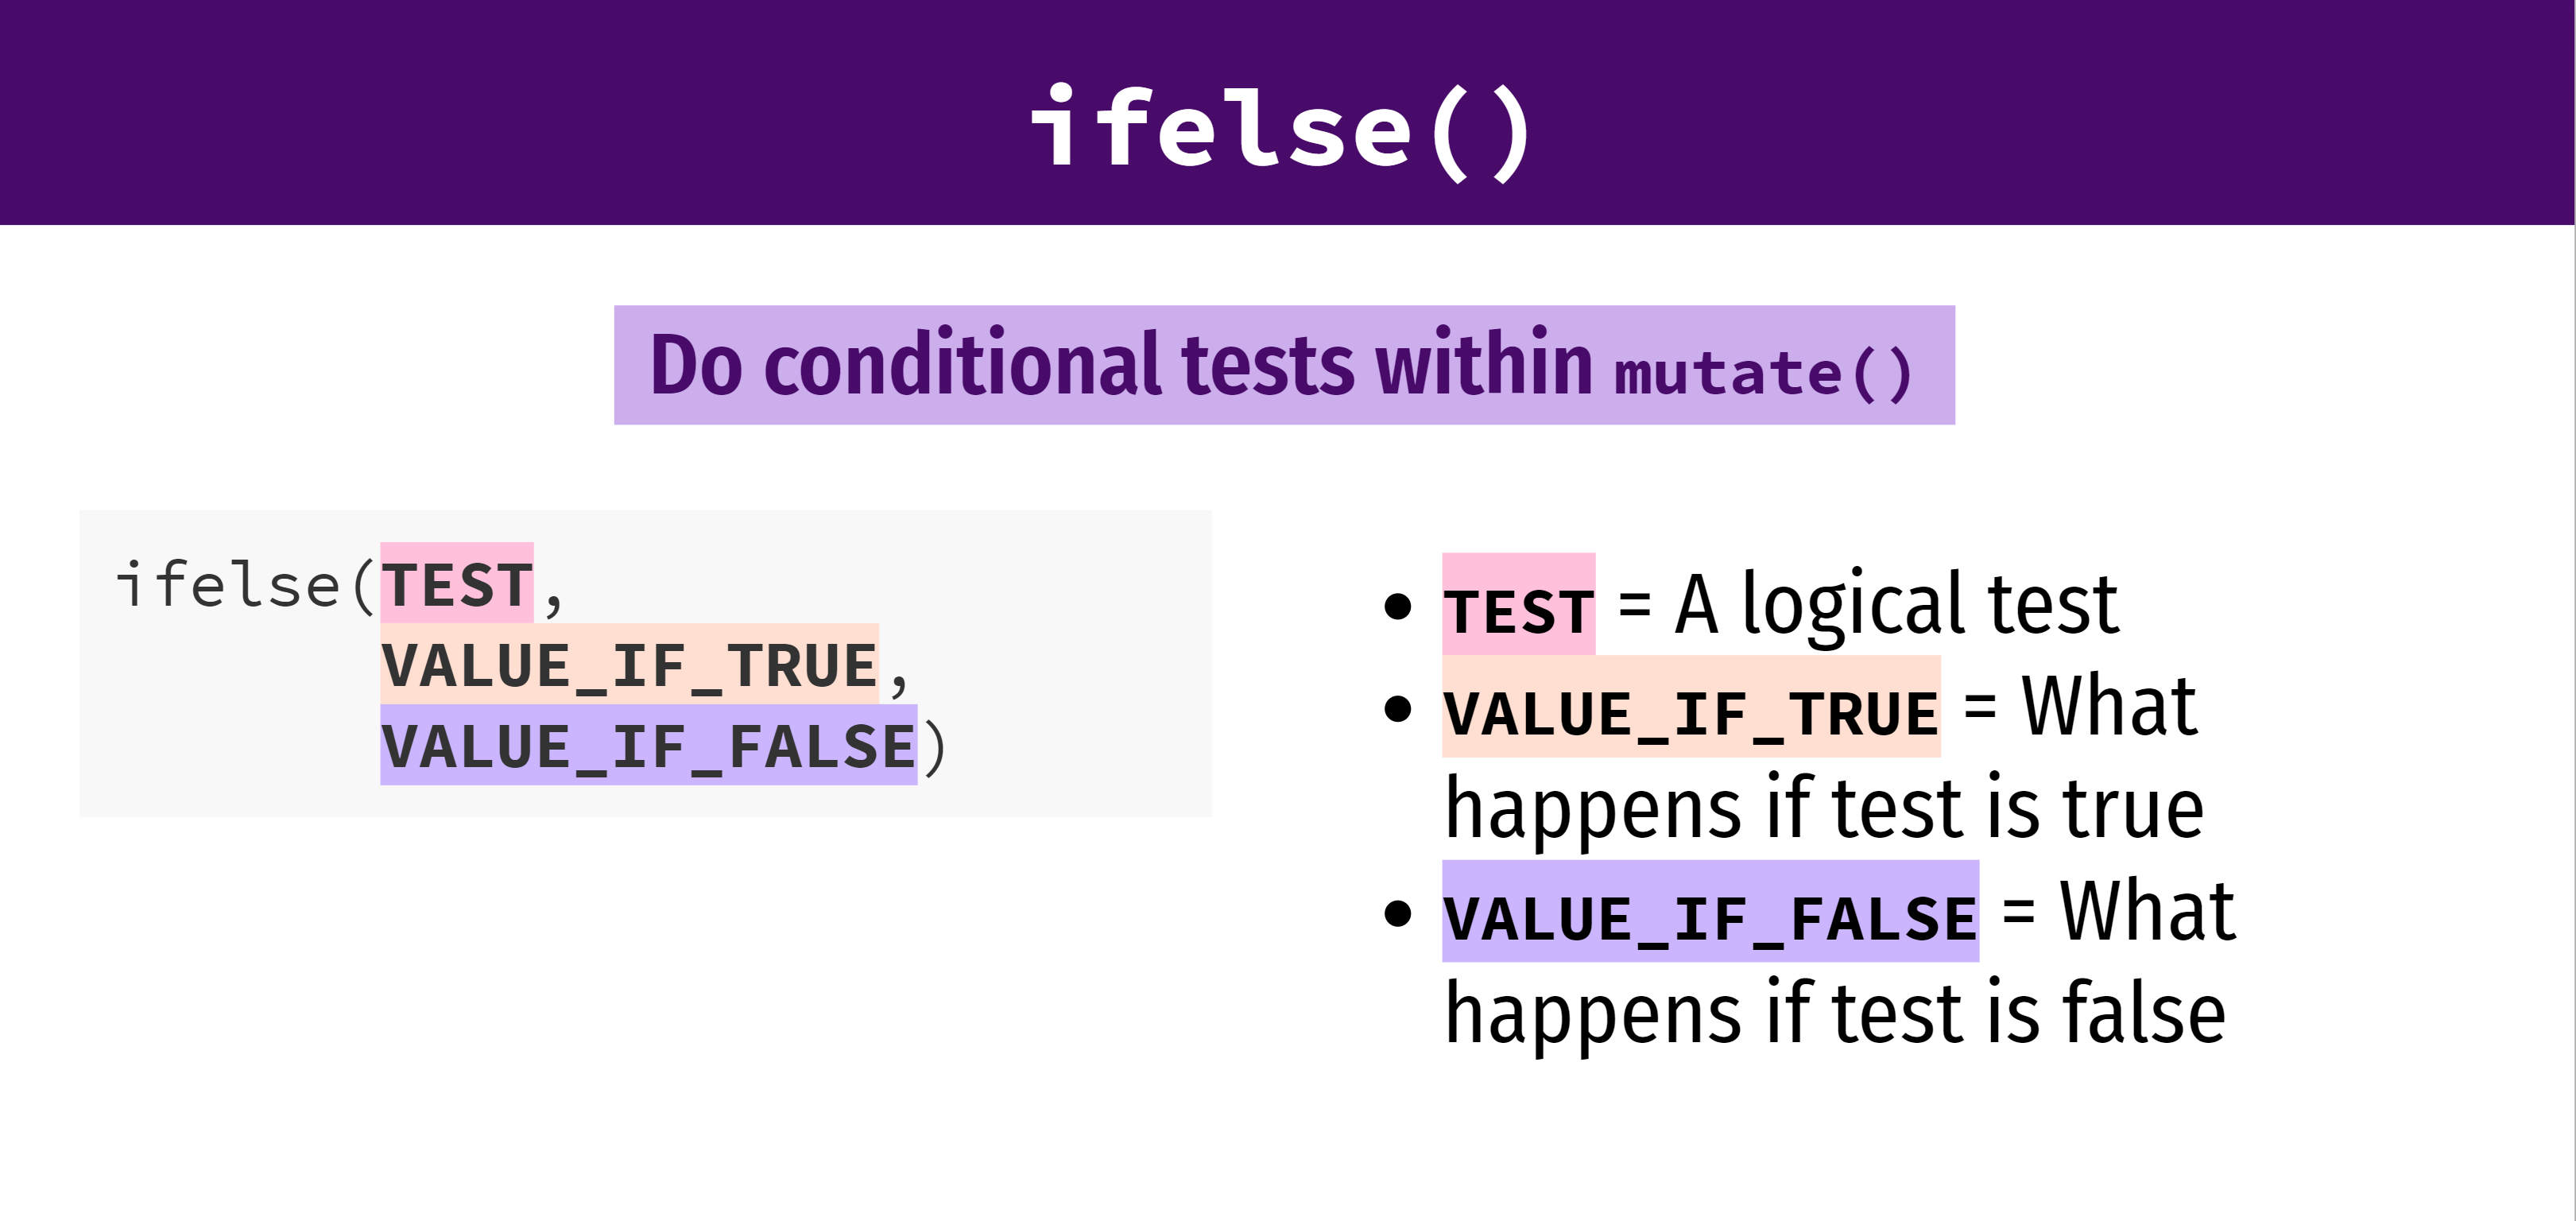 ifelse()
Do conditional tests within mutate()
ifelse(TEST,
VALUE_IF_TRUE,
VALUE_IF_FALSE)
• TEST = A logical test
• VALUE_IF_TRUE = What
happens if test is true
• VALUE_IF_FALSE = What
happens if test is false